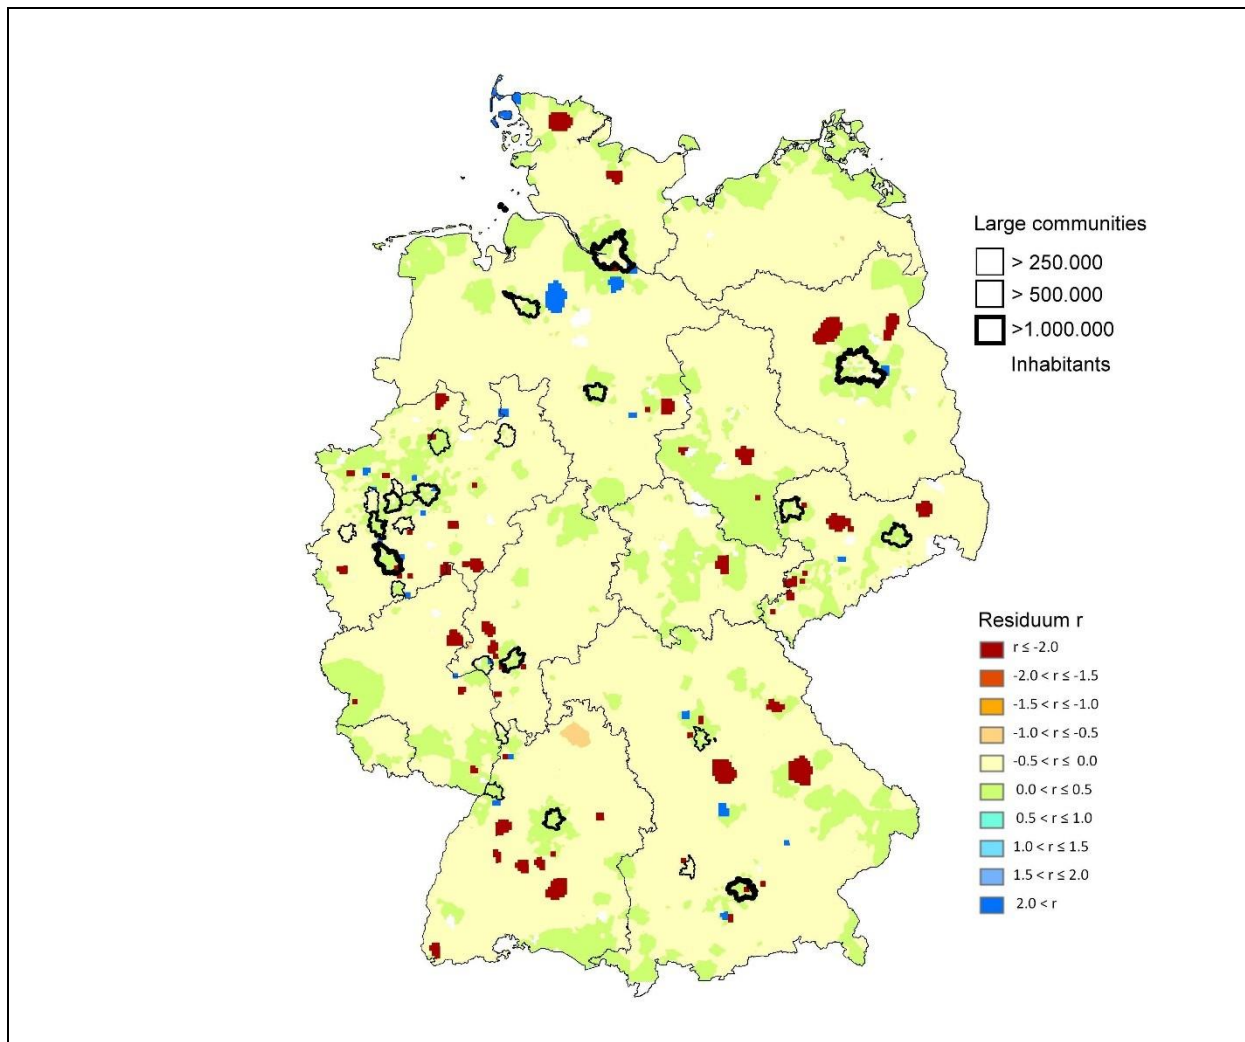 Large communities
> 250.000
> 500.000
>1.000.000
Inhabitants
Residuum r
r ≤ -2.0
-2.0 < r ≤ -1.5
-1.5 < r ≤ -1.0
-1.0 < r ≤ -0.5
-0.5 < r ≤ 0.0
0.0 < r ≤ 0.5
0.5 < r ≤ 1.0
1.0 < r ≤ 1.5
1.5 < r ≤ 2.0
2.0 < r